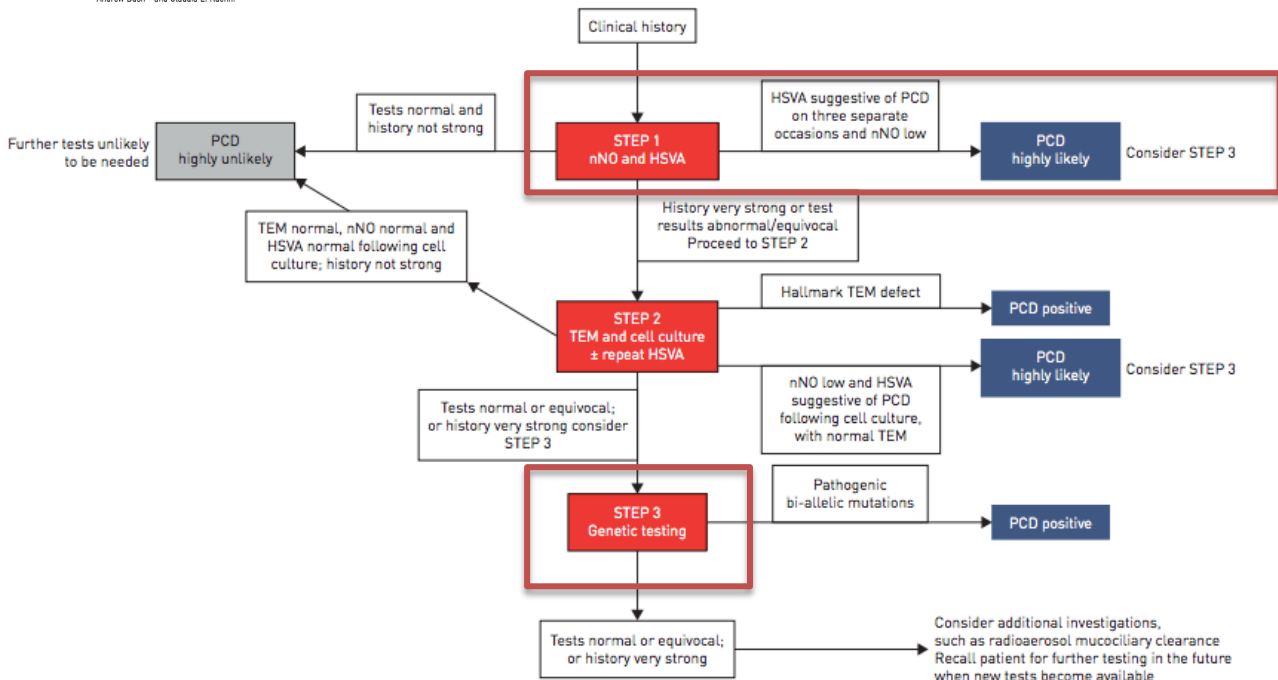 Clinical history
Tests normal and
history not strong
HSVA suggestive of PCD
on three separate
occasions and nNO low
Further tests unlikely
to be needed
PCD
highly unlikely
STEP 1
nNO and HSVA
PCD
highly likely
Consider STEP 3
History very strong or test
results abnormal/equivocal
Proceed to STEP 2
TEM normal, nNO normal and
HSVA normal following cell
culture; history not strong
Hallmark TEM defect
STEP 2
TEM and cell culture
± repeat HSVA
PCD positive
PCD
highly likely
Consider STEP 3
nNO low and HSVA
suggestive of PCD
following cell culture,
with normal TEM
Tests normal or equivocal;
or history very strong consider
STEP 3
Pathogenic
bi-allelic mutations
STEP 3
Genetic testing
PCD positive
Tests normal or equivocal;
or history very strong
Consider additional investigations,
such as radioaerosol mucociliary clearance
Recall patient for further testing in the future
when new tests become available